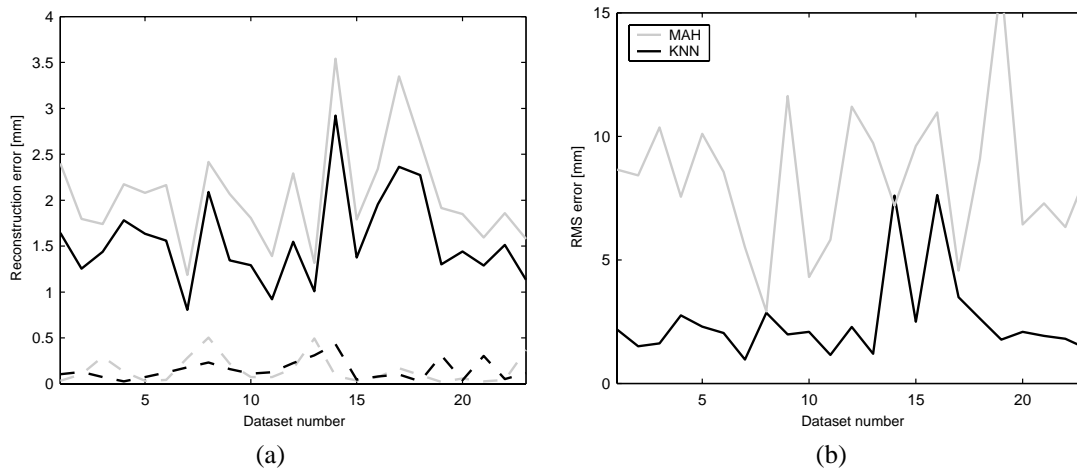 4
3.5
3
2.5
2
1.5
1
0.5
0
Reconstruction error [mm]
5 10 15 20
Dataset number
(a)
15
10
5
0
RMS error [mm]
MAH
KNN
5 10 15 20
Dataset number
(b)